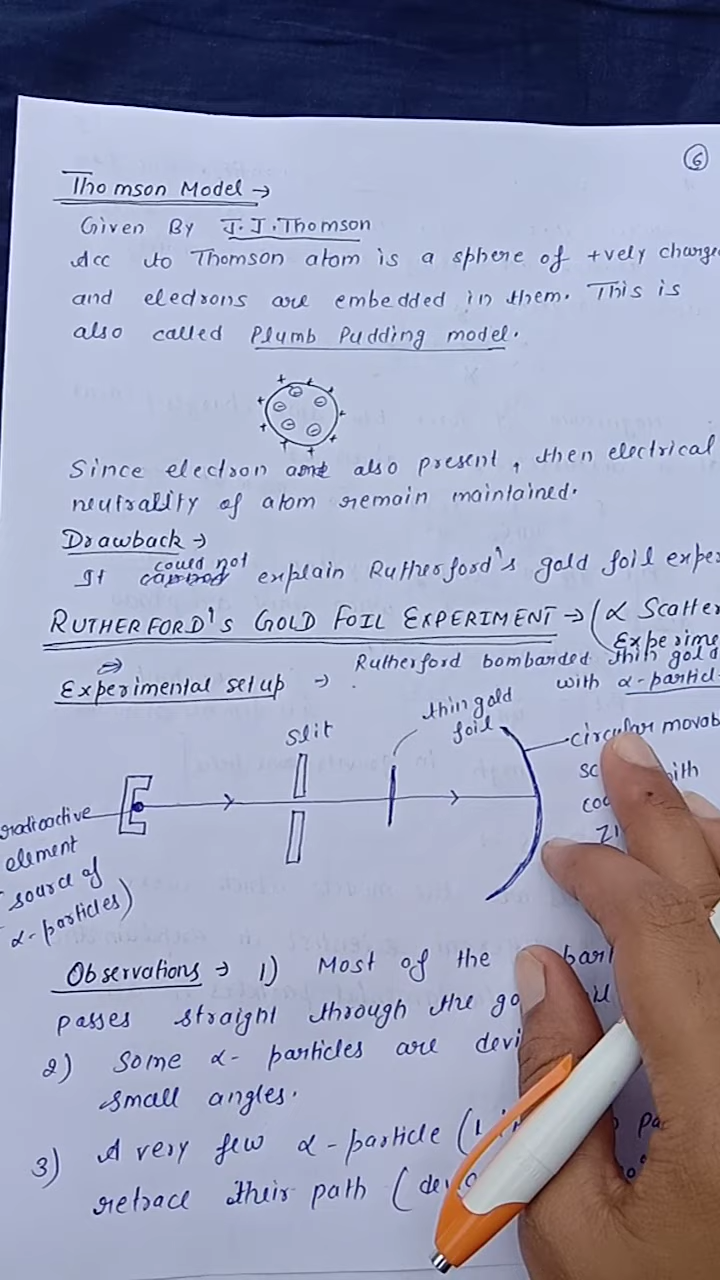 6
Thomson Model →
Given By J.J. Thomson
Acc to Thomson atom is a sphere of +vely charge
and eledrons are embedded in them. This is
also called Plumb Pudding model.
Since electron also present, then electrical
neutrality of atom remain maintained.
Drawback →
could not
It explain Rutherford's gold foil expe
RUTHERFORD'S GOLD FOIL EXPERIMENT → (α Scatter
Experime
⇒ Rutherford bombarded thin gold
Experimental setup → with α-particl
thin gold
foil
slit
circular movab
radioactive
element
source of
α-particles)
Observations → 1) Most of the
passes straight through the
2) Some α- particles are
small angles.
3) A very few α-particle
retrace their path